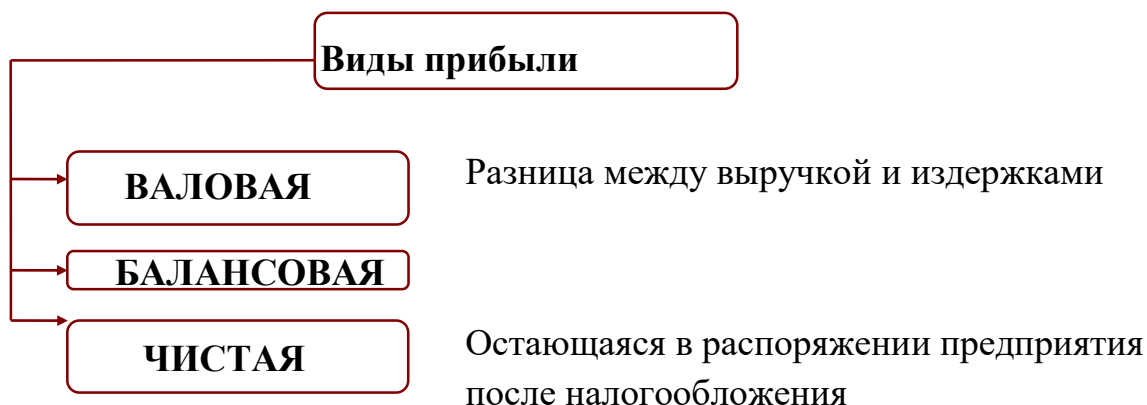 Виды прибыли
ВАЛОВАЯ
Разница между выручкой и издержками
БАЛАНСОВАЯ
ЧИСТАЯ
Остающаяся в распоряжении предприятия
после налогообложения